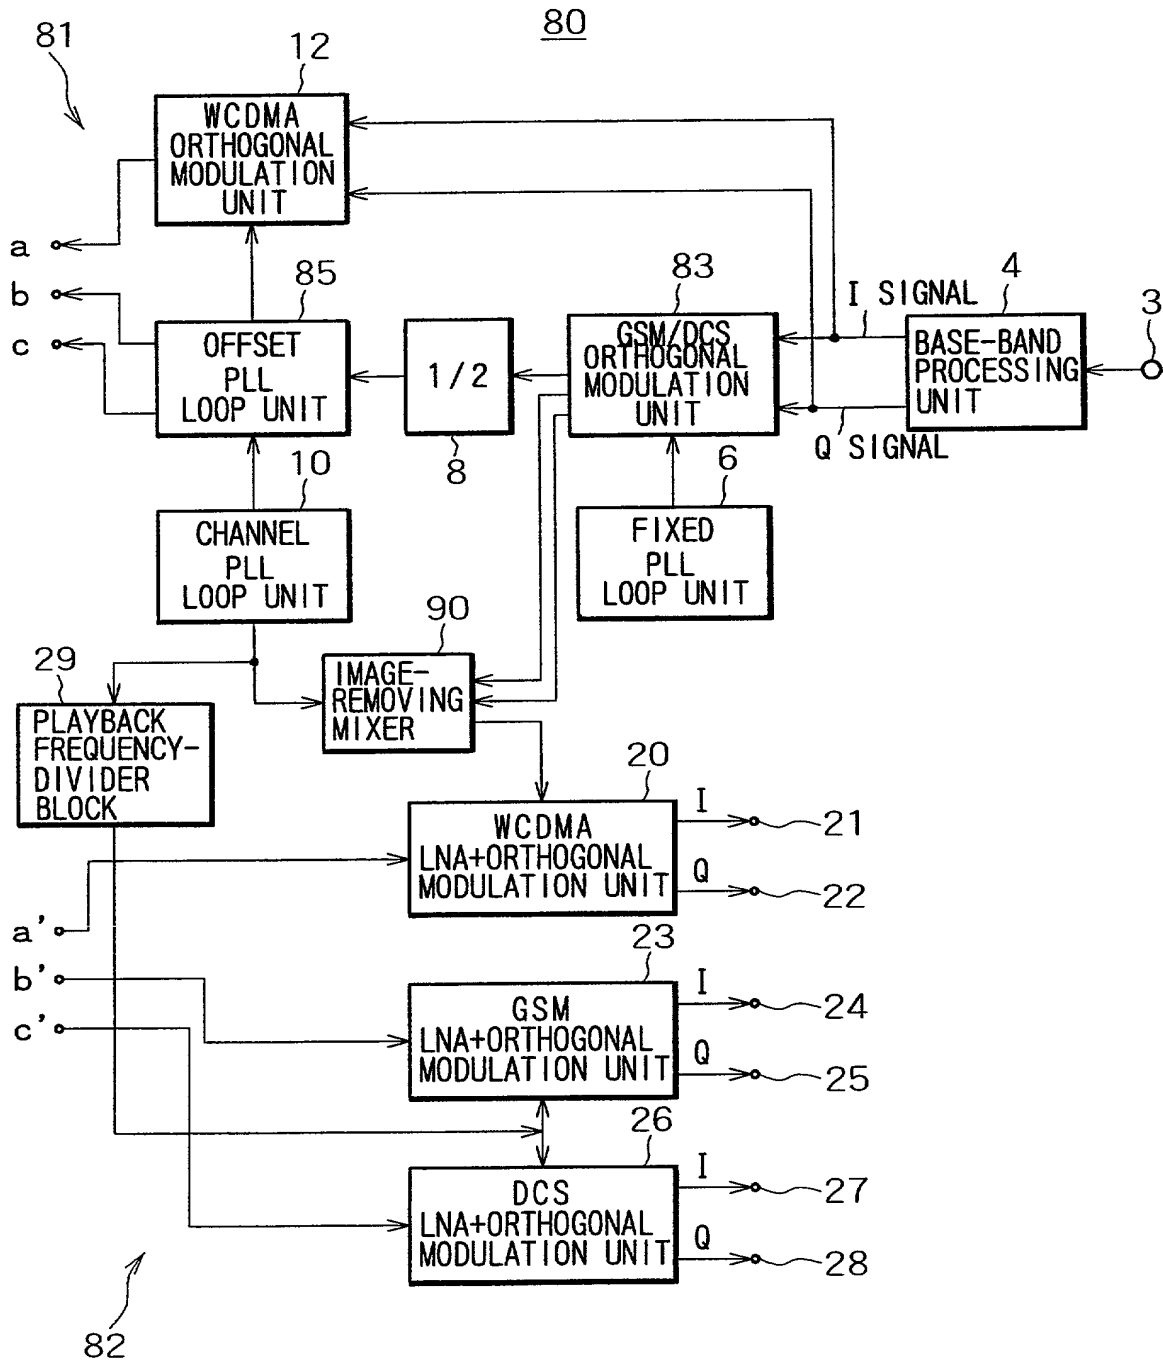 80
81
12
WCDMA
ORTHOGONAL
MODULATION
UNIT
a
b
c
85
OFFSET
PLL
LOOP UNIT
1/2
8
83
GSM/DCS
ORTHOGONAL
MODULATION
UNIT
I SIGNAL
Q SIGNAL
4
BASE-BAND
PROCESSING
UNIT
3
10
CHANNEL
PLL
LOOP UNIT
6
FIXED
PLL
LOOP UNIT
29
PLAYBACK
FREQUENCY-
DIVIDER
BLOCK
90
IMAGE-
REMOVING
MIXER
20
WCDMA
LNA+ORTHOGONAL
MODULATION UNIT
I
21
Q
22
a'
b'
c'
23
GSM
LNA+ORTHOGONAL
MODULATION UNIT
I
24
Q
25
26
DCS
LNA+ORTHOGONAL
MODULATION UNIT
I
27
Q
28
82